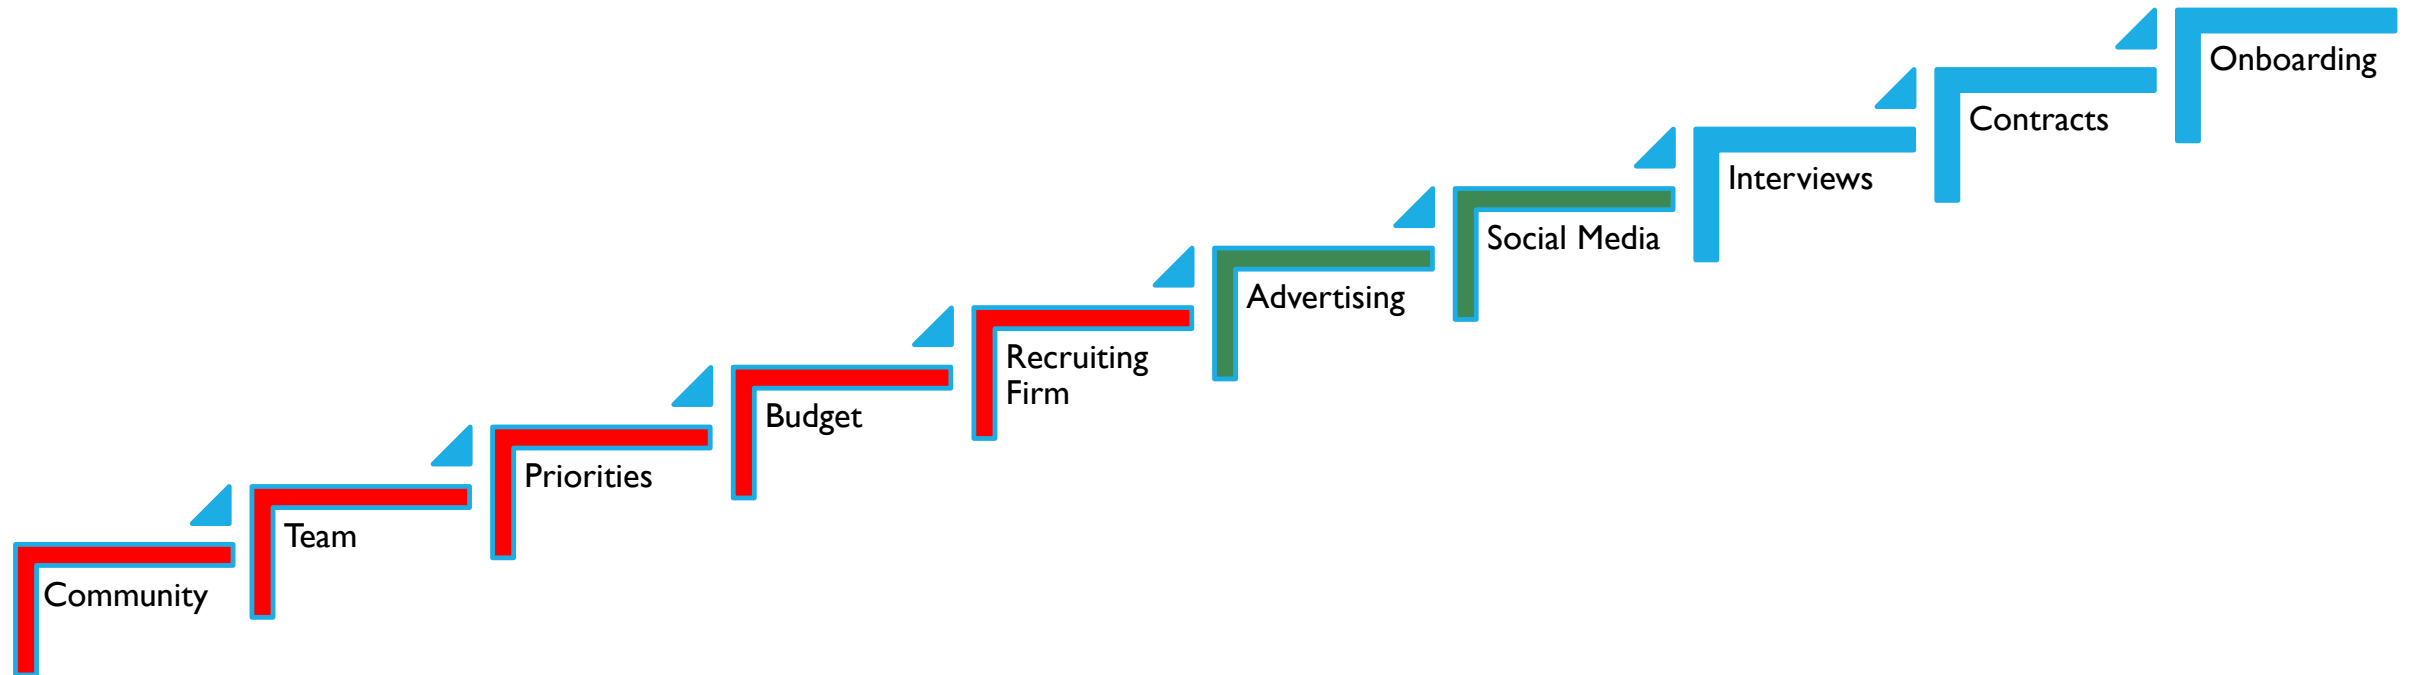 Community
Team
Priorities
Budget
Recruiting
Firm
Advertising
Social Media
Interviews
Contracts
Onboarding